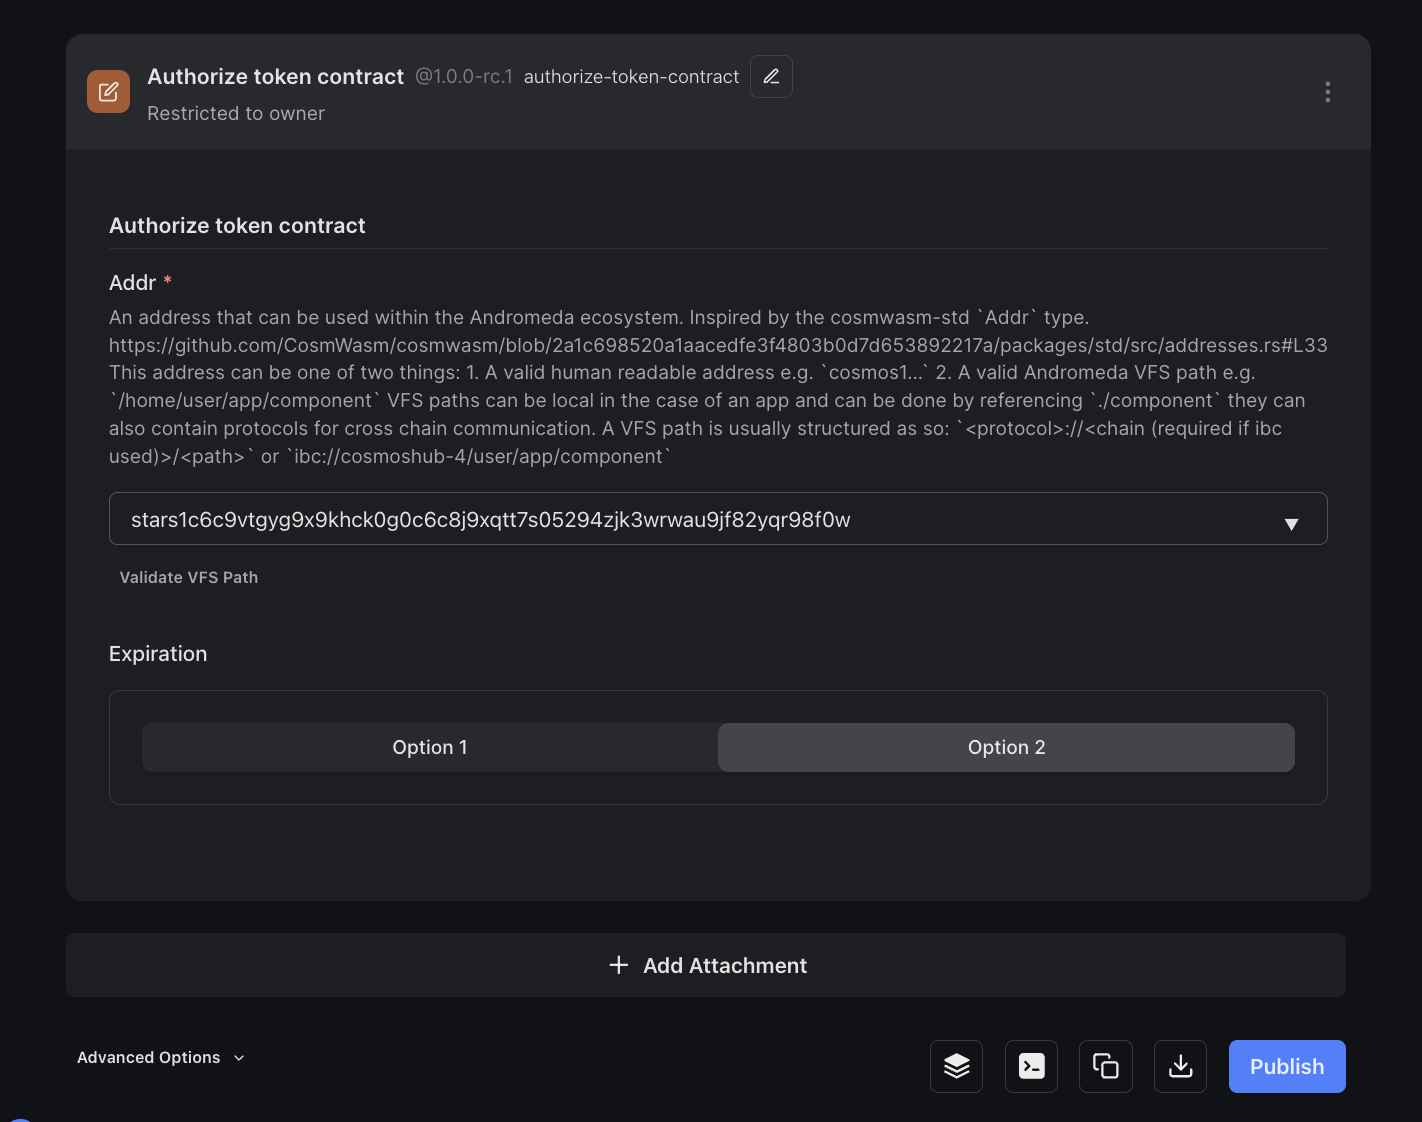 Authorize token contract @1.0.0-rc.1 authorize-token-contract
Restricted to owner
Authorize token contract
Addr *
An address that can be used within the Andromeda ecosystem. Inspired by the cosmwasm-std `Addr` type.
https://github.com/CosmWasm/cosmwasm/blob/2a1c698520a1aacedfe3f4803b0d7d653892217a/packages/std/src/addresses.rs#L33
This address can be one of two things: 1. A valid human readable address e.g. `cosmos1...` 2. A valid Andromeda VFS path e.g.
`/home/user/app/component` VFS paths can be local in the case of an app and can be done by referencing `./component` they can
also contain protocols for cross chain communication. A VFS path is usually structured as so: `<protocol>://<chain (required if ibc
used)>/<path>` or `ibc://cosmoshub-4/user/app/component`
stars1c6c9vtgyg9x9khck0g0c6c8j9xqtt7s05294zjk3wrwau9jf82yqr98f0w
Validate VFS Path
Expiration
Option 1 Option 2
Add Attachment
Advanced Options
Publish